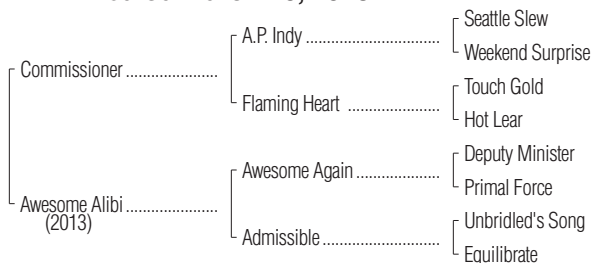 Seattle Slew
A.P. Indy
Weekend Surprise
Commissioner
Touch Gold
Flaming Heart
Hot Lear
Deputy Minister
Awesome Again
Primal Force
Awesome Alibi
(2013)
Unbridled's Song
Admissible
Equilibrate